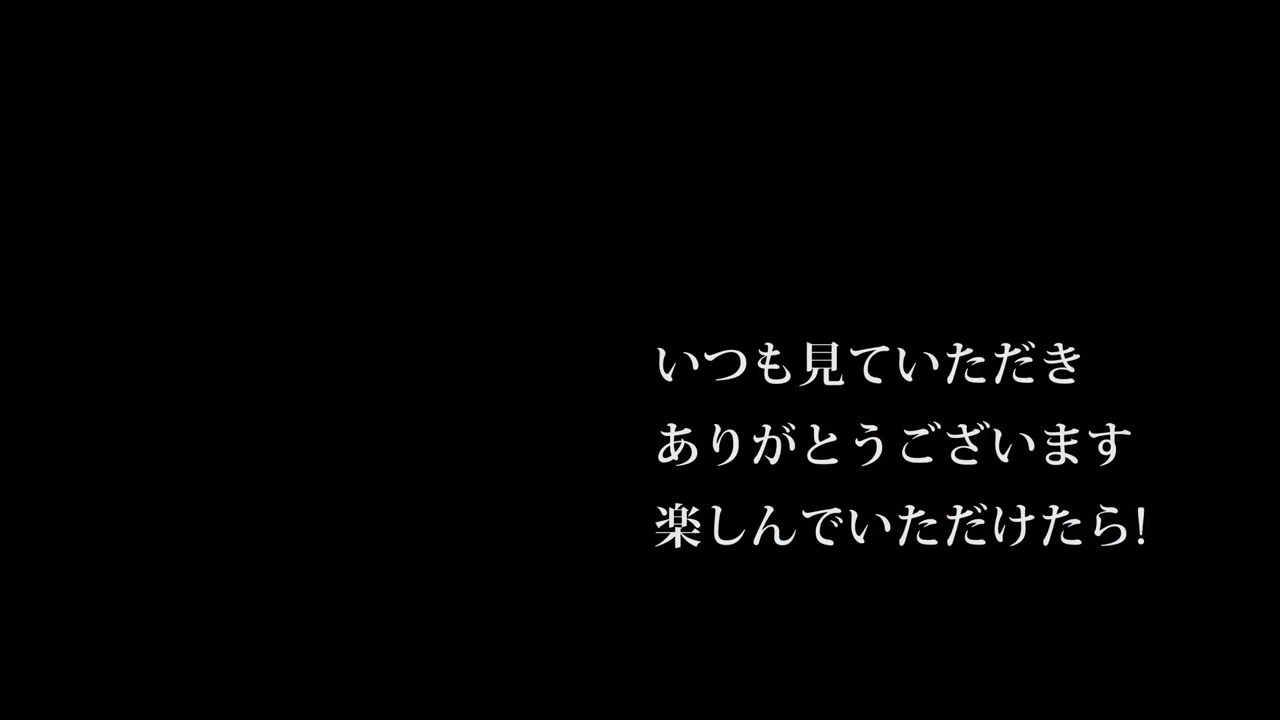 いつも見ていただき
ありがとうございます
楽しんでいただけたら!